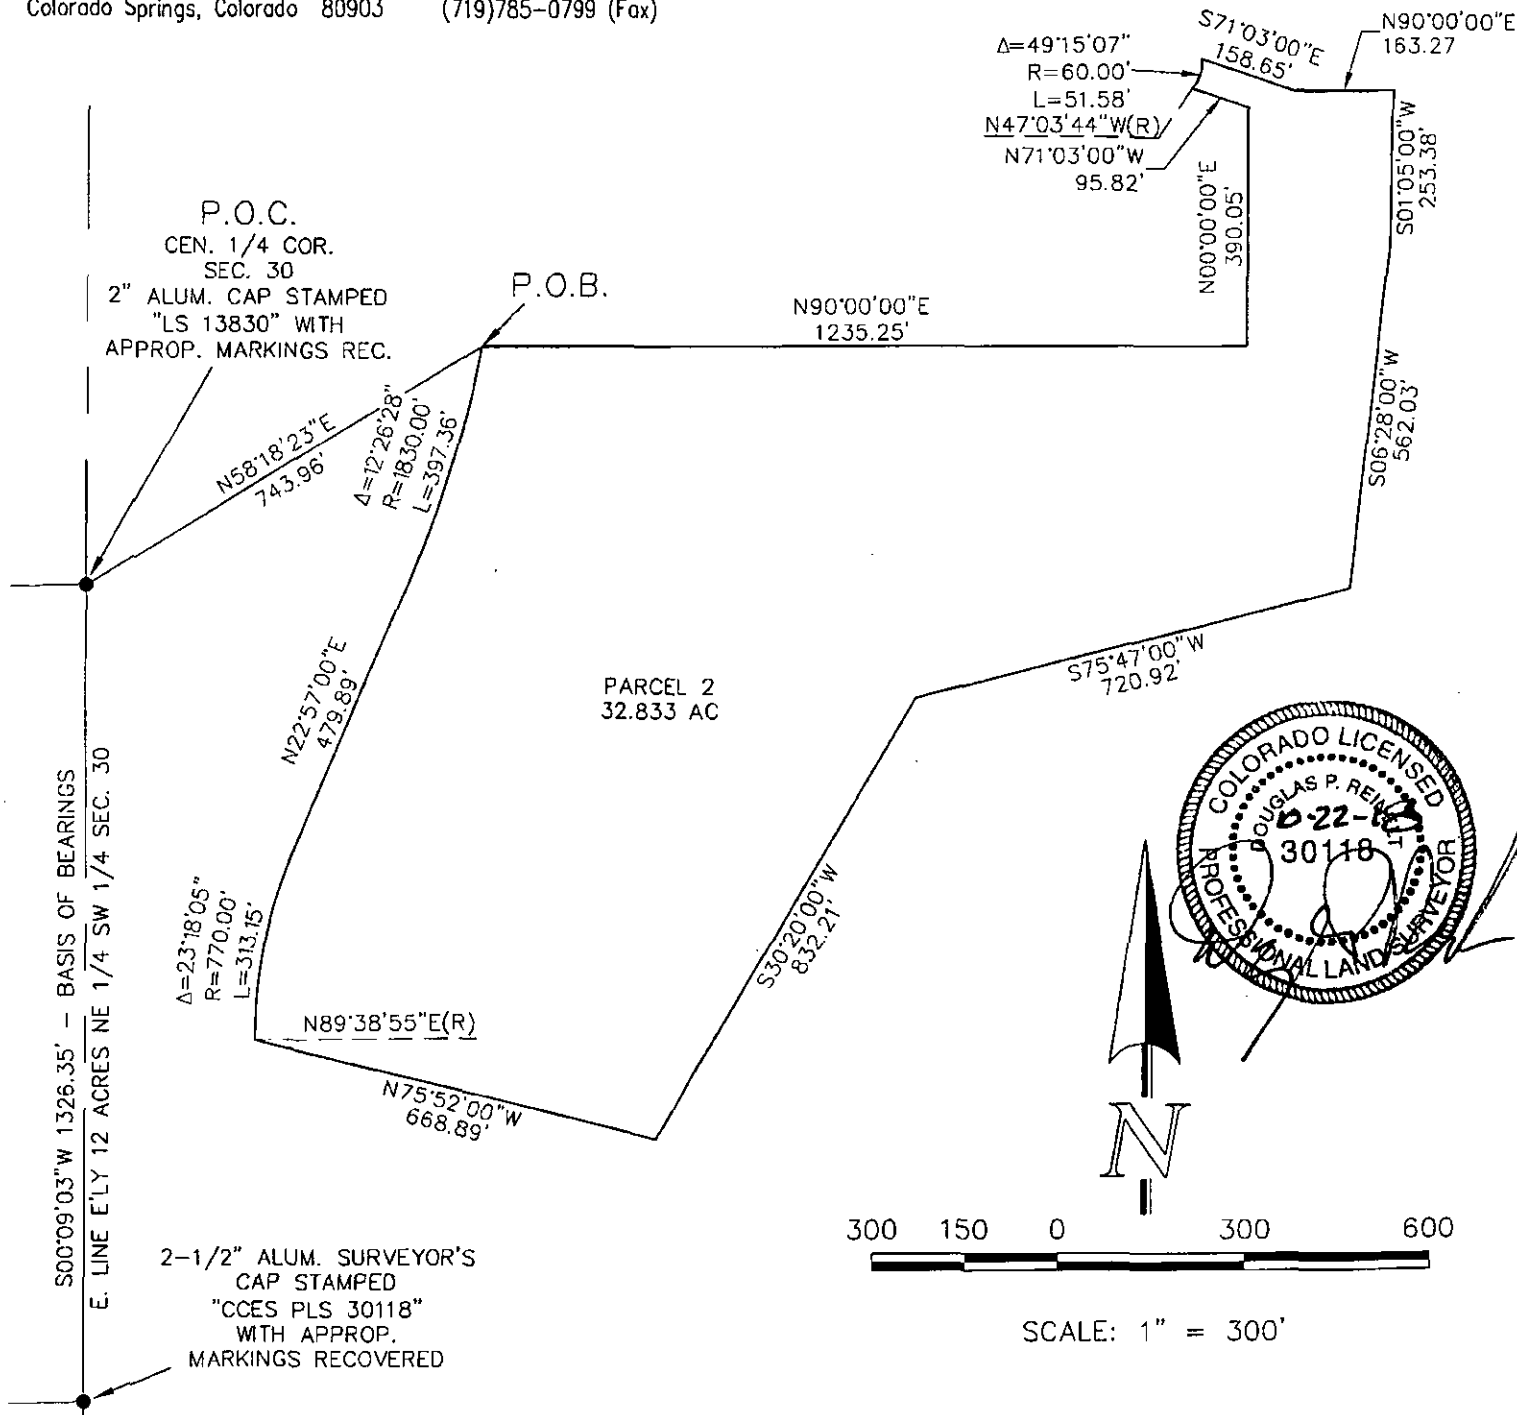 Colorado Springs, Colorado 80903 (719)785-0799 (Fax)
S71°03'00"E
158.65'
N90°00'00"E
163.27
Δ=49°15'07"
R=60.00'
L=51.58'
N47°03'44"W(R)
N71°03'00"W
95.82'
S01°05'00"W
253.38'
N00°00'00"E
390.05'
P.O.C.
CEN. 1/4 COR.
SEC. 30
2" ALUM. CAP STAMPED
"LS 13830" WITH
APPROP. MARKINGS REC.
P.O.B.
N90°00'00"E
1235.25'
N58°18'23"E
743.96'
Δ=12°26'28"
R=1830.00'
L=397.36'
S06°28'00"W
562.03'
N22°57'00"E
479.89'
PARCEL 2
32.833 AC
S75°47'00"W
720.92'
S00°09'03"W 1326.35' - BASIS OF BEARINGS
E. LINE E'LY 12 ACRES NE 1/4 SW 1/4 SEC. 30
Δ=23°18'05"
R=770.00'
L=313.15'
S30°20'00"W
832.21'
COLORADO LICENSED
DOUGLAS P.
30118
PROFESSIONAL LAND SURVEYOR
N89°38'55"E(R)
N75°52'00"W
668.89'
N
300 150 0 300 600
SCALE: 1" = 300'
2-1/2" ALUM. SURVEYOR'S
CAP STAMPED
"CCES PLS 30118"
WITH APPROP.
MARKINGS RECOVERED